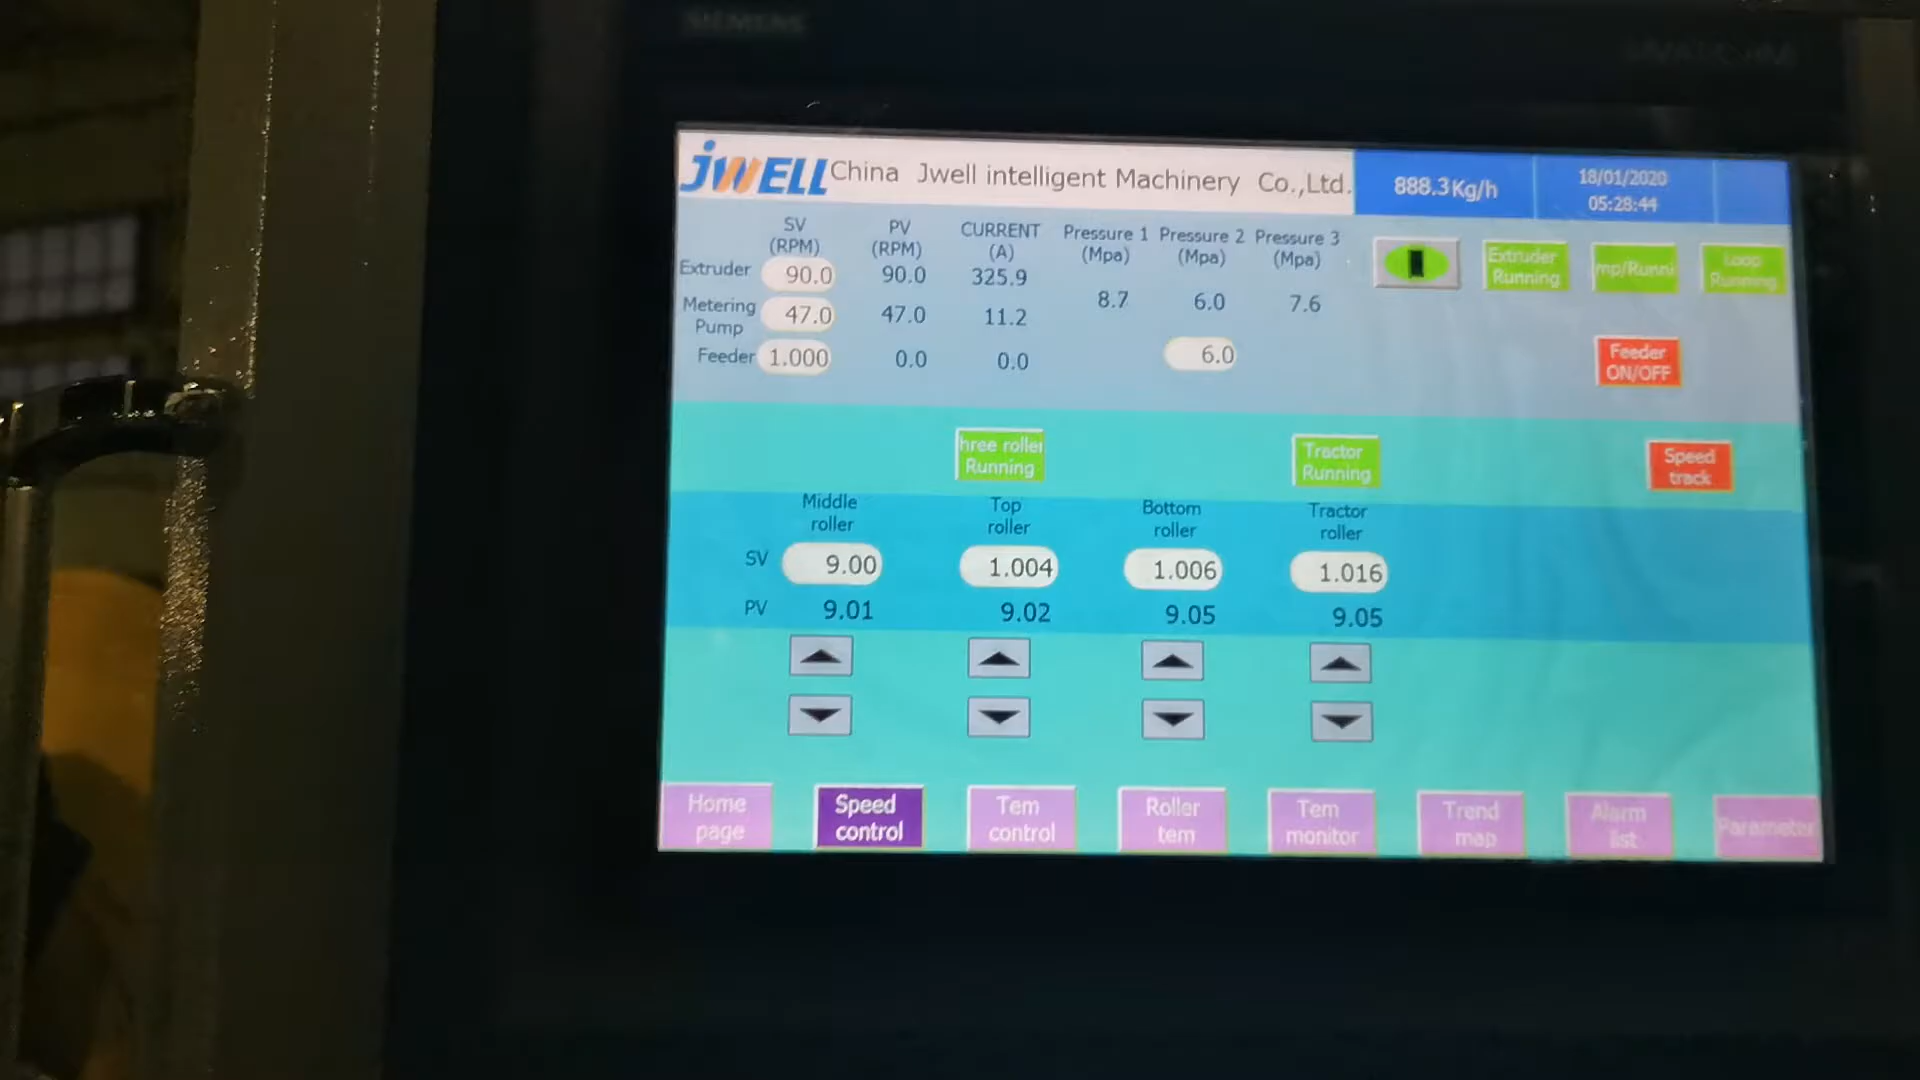 SIEMENS
JWELL China Jwell intelligent Machinery Co.,Ltd.
888.3Kg/h
18/01/2020
05:28:44
SV
(RPM)
PV
(RPM)
CURRENT
(A)
Pressure 1
(Mpa)
Pressure 2
(Mpa)
Pressure 3
(Mpa)
Extruder 90.0 90.0 325.9
8.7 6.0 7.6
Metering
Pump
47.0 47.0 11.2
Feeder 1.000 0.0 0.0
6.0
Extruder
Running
mp/Runni
Loop
Running
Feeder
ON/OFF
hree roller
Running
Tractor
Running
Speed
track
Middle
roller
Top
roller
Bottom
roller
Tractor
roller
SV 9.00 1.004 1.006 1.016
PV 9.01 9.02 9.05 9.05
Home
page
Speed
control
Tem
control
Roller
tem
Tem
monitor
Trend
map
Alarm
list
Parameter